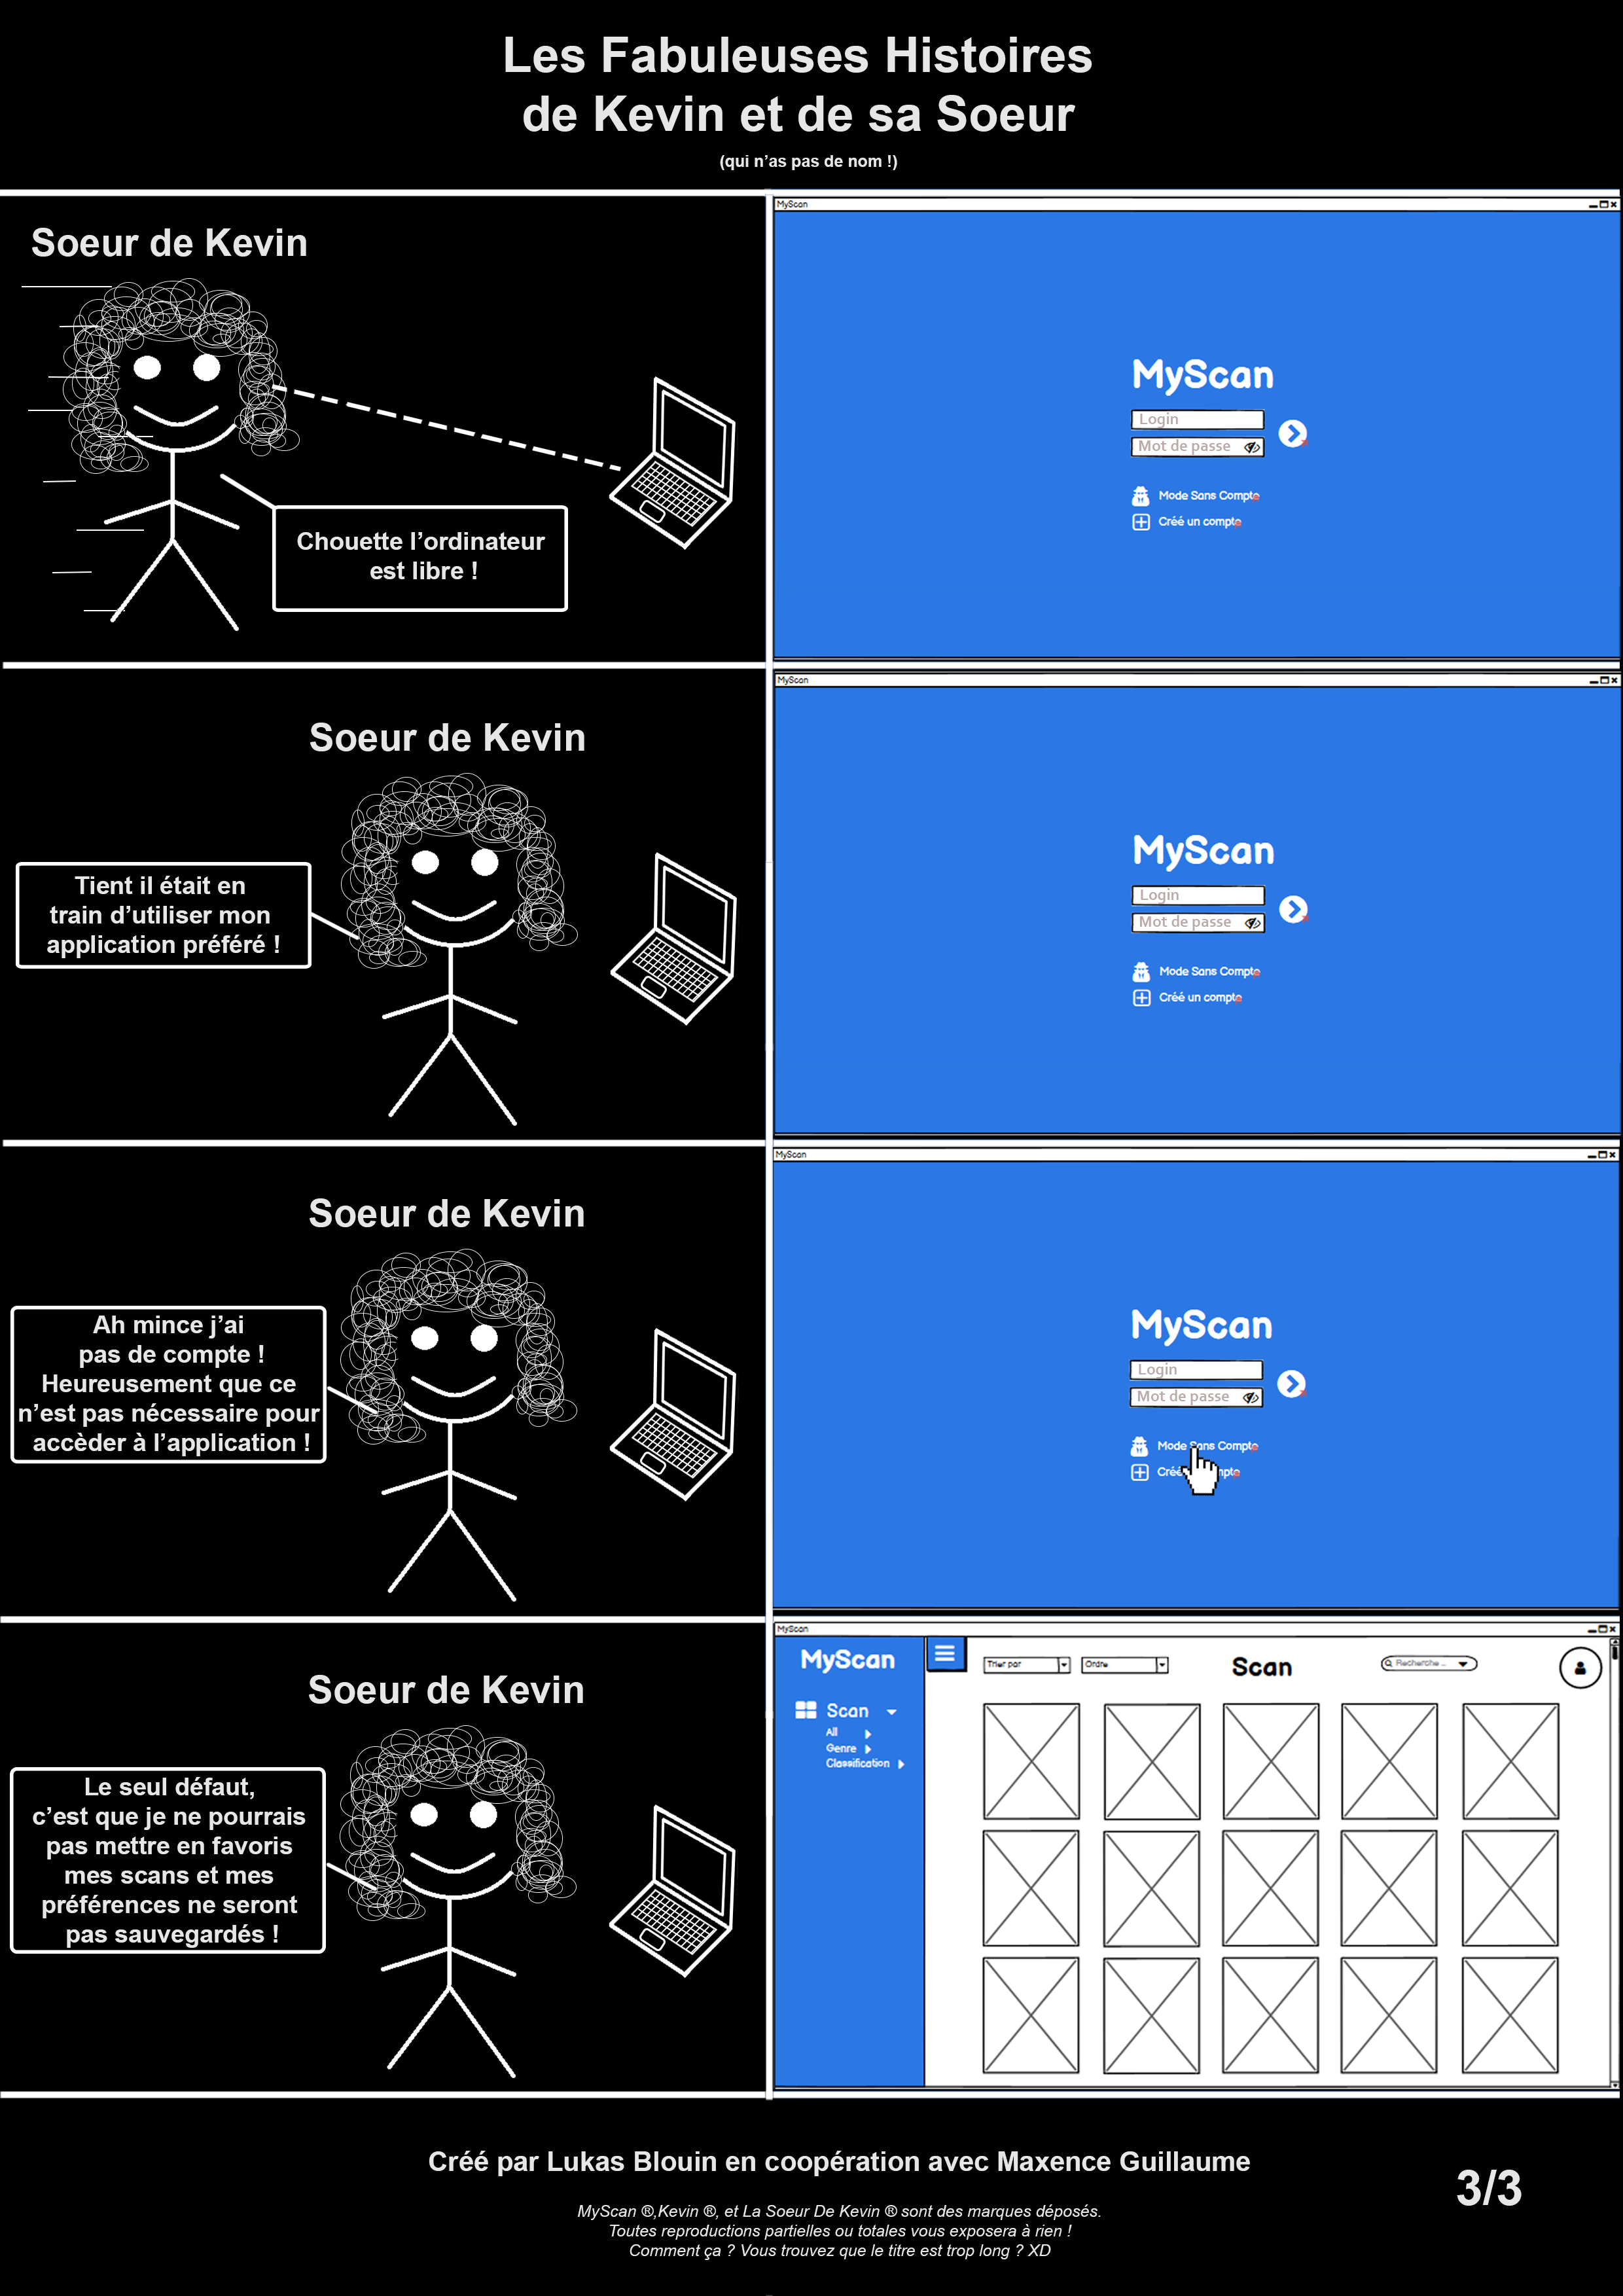 Les Fabuleuses Histoires
de Kevin et de sa Soeur
(qui n’as pas de nom !)
Soeur de Kevin
Chouette l’ordinateur
est libre !
MyScan
MyScan
Login
Mot de passe
Mode Sans Compte
Créé un compte
Soeur de Kevin
Tient il était en
train d’utiliser mon
application préféré !
MyScan
MyScan
Login
Mot de passe
Mode Sans Compte
Créé un compte
Soeur de Kevin
Ah mince j’ai
pas de compte !
Heureusement que ce
n’est pas nécessaire pour
accèder à l’application !
MyScan
MyScan
Login
Mot de passe
Mode Sans Compte
Soeur de Kevin
Le seul défaut,
c’est que je ne pourrais
pas mettre en favoris
mes scans et mes
préférences ne seront
pas sauvegardés !
MyScan
MyScan
Scan
All
Genre
Classification
Trier par
Ordre
Scan
Recherche ...
Créé par Lukas Blouin en coopération avec Maxence Guillaume
3/3
MyScan ®,Kevin ®, et La Soeur De Kevin ® sont des marques déposés.
Toutes reproductions partielles ou totales vous exposera à rien !
Comment ça ? Vous trouvez que le titre est trop long ? XD